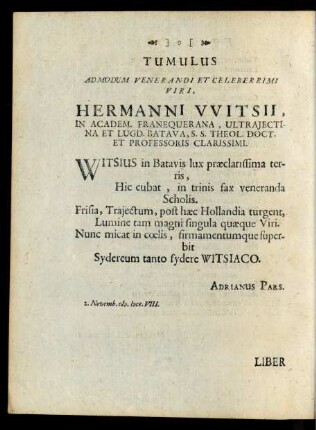 ] o [
TUMULUS
ADMODUM VENERANDI ET CELEBERRIMI
VIRI,
HERMANNI VVITSII,
IN ACADEM. FRANEQUERANA, ULTRAJECTI-
NA ET LUGD. BATAVA, S. S. THEOL. DOCT.
ET PROFESSORIS CLARISSIMI.
WITSIUS in Batavis lux præclarissima ter-
ris,
Hic cubat, in trinis fax veneranda
Scholis.
Frisia, Trajectum, post hæc Hollandia turgent,
Lumine tam magni singula quæque Viri.
Nunc micat in cœlis, firmamentumque super-
bit
Sydereum tanto sydere WITSIACO.
ADRIANUS PARS.
2. Novemb. cIɔ. Iɔcc. VIII.
LIBER